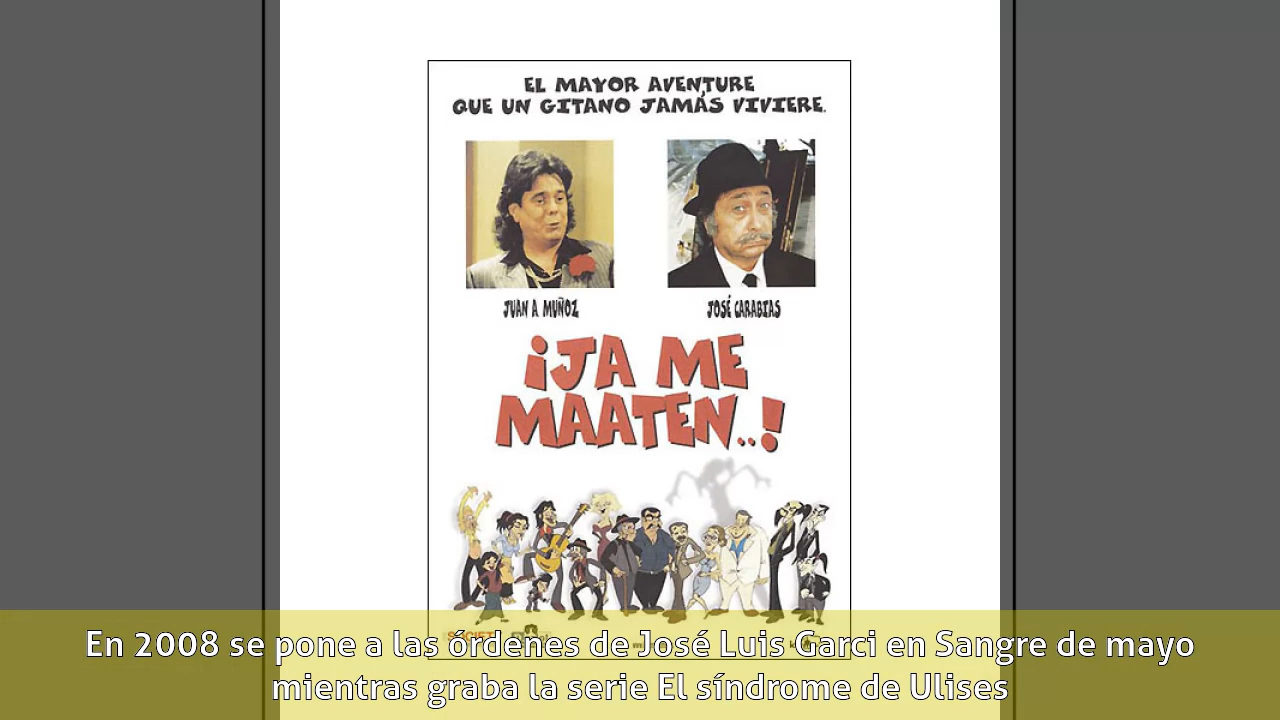 EL MAYOR AVENTURE
QUE UN GITANO JAMÁS VIVIERE.
JUAN A MUÑOZ
JOSÉ CARABIAS
¡JA ME
MAATEN..!
En 2008 se pone a las órdenes de José Luis Garci en Sangre de mayo
mientras graba la serie El síndrome de Ulises